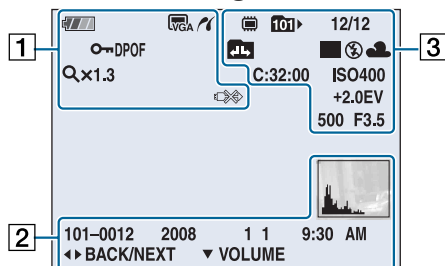 1
VGA
101
12/12
3
DPOF
×1.3
C:32:00
ISO400
+2.0EV
500 F3.5
2
101–0012 2008 1 1 9:30 AM
BACK/NEXT ▼ VOLUME